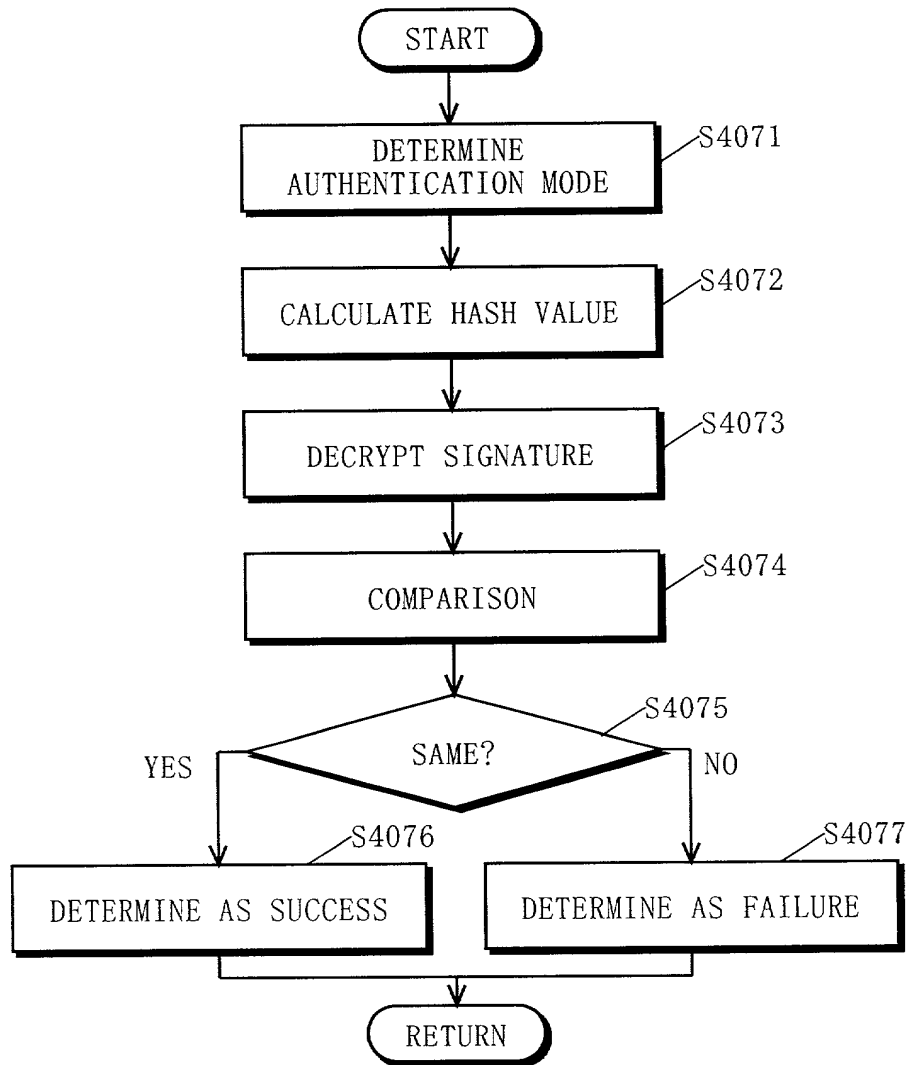 START
DETERMINE
AUTHENTICATION MODE
S4071
CALCULATE HASH VALUE
S4072
DECRYPT SIGNATURE
S4073
COMPARISON
S4074
SAME?
S4075
YES
NO
S4076
S4077
DETERMINE AS SUCCESS
DETERMINE AS FAILURE
RETURN